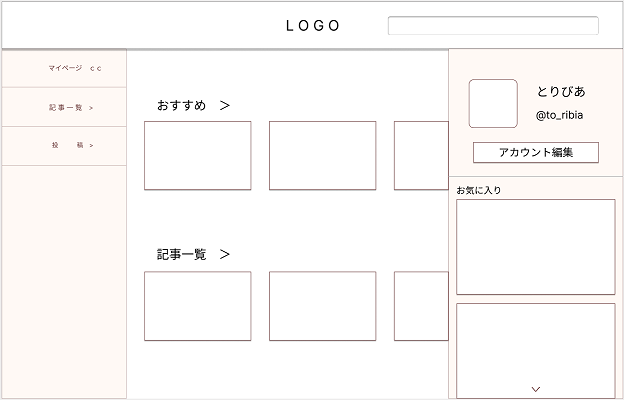 LOGO
マイページ cc
記事一覧 >
投 稿 >
おすすめ >
記事一覧 >
とりびあ
@to_ribia
アカウント編集
お気に入り